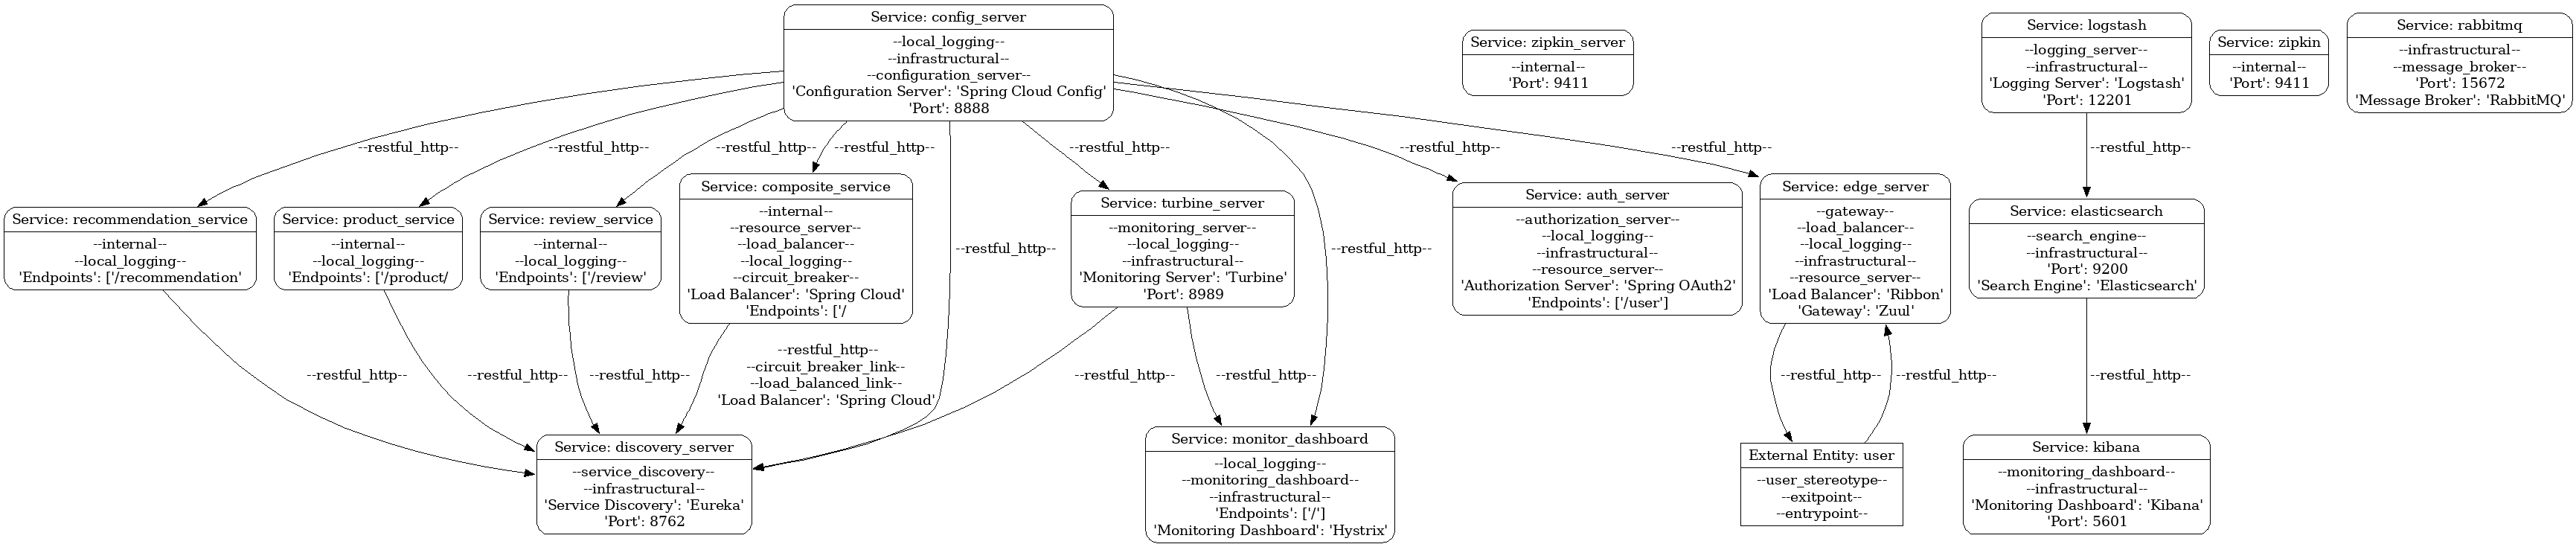 Service: config_server
--local_logging--
--infrastructural--
--configuration_server--
'Configuration Server': 'Spring Cloud Config'
'Port': 8888
Service: zipkin_server
--internal--
'Port': 9411
Service: logstash
--logging_server--
--infrastructural--
'Logging Server': 'Logstash'
'Port': 12201
Service: zipkin
--internal--
'Port': 9411
Service: rabbitmq
--infrastructural--
--message_broker--
'Port': 15672
'Message Broker': 'RabbitMQ'
--restful_http--
--restful_http--
--restful_http--
--restful_http--
--restful_http--
--restful_http--
--restful_http--
--restful_http--
Service: recommendation_service
--internal--
--local_logging--
'Endpoints': ['/recommendation'
Service: product_service
--internal--
--local_logging--
'Endpoints': ['/product/
Service: review_service
--internal--
--local_logging--
'Endpoints': ['/review'
Service: composite_service
--internal--
--resource_server--
--load_balancer--
--local_logging--
--circuit_breaker--
'Load Balancer': 'Spring Cloud'
'Endpoints': ['/
--restful_http--
Service: turbine_server
--monitoring_server--
--local_logging--
--infrastructural--
'Monitoring Server': 'Turbine'
'Port': 8989
--restful_http--
Service: auth_server
--authorization_server--
--local_logging--
--infrastructural--
--resource_server--
'Authorization Server': 'Spring OAuth2'
'Endpoints': ['/user']
Service: edge_server
--gateway--
--load_balancer--
--local_logging--
--infrastructural--
--resource_server--
'Load Balancer': 'Ribbon'
'Gateway': 'Zuul'
Service: elasticsearch
--search_engine--
--infrastructural--
'Port': 9200
'Search Engine': 'Elasticsearch'
--restful_http--
--restful_http--
--restful_http--
--restful_http--
--circuit_breaker_link--
--load_balanced_link--
'Load Balancer': 'Spring Cloud'
--restful_http--
--restful_http--
--restful_http--
--restful_http--
--restful_http--
Service: discovery_server
--service_discovery--
--infrastructural--
'Service Discovery': 'Eureka'
'Port': 8762
Service: monitor_dashboard
--local_logging--
--monitoring_dashboard--
--infrastructural--
'Endpoints': ['/']
'Monitoring Dashboard': 'Hystrix'
External Entity: user
--user_stereotype--
--exitpoint--
--entrypoint--
Service: kibana
--monitoring_dashboard--
--infrastructural--
'Monitoring Dashboard': 'Kibana'
'Port': 5601